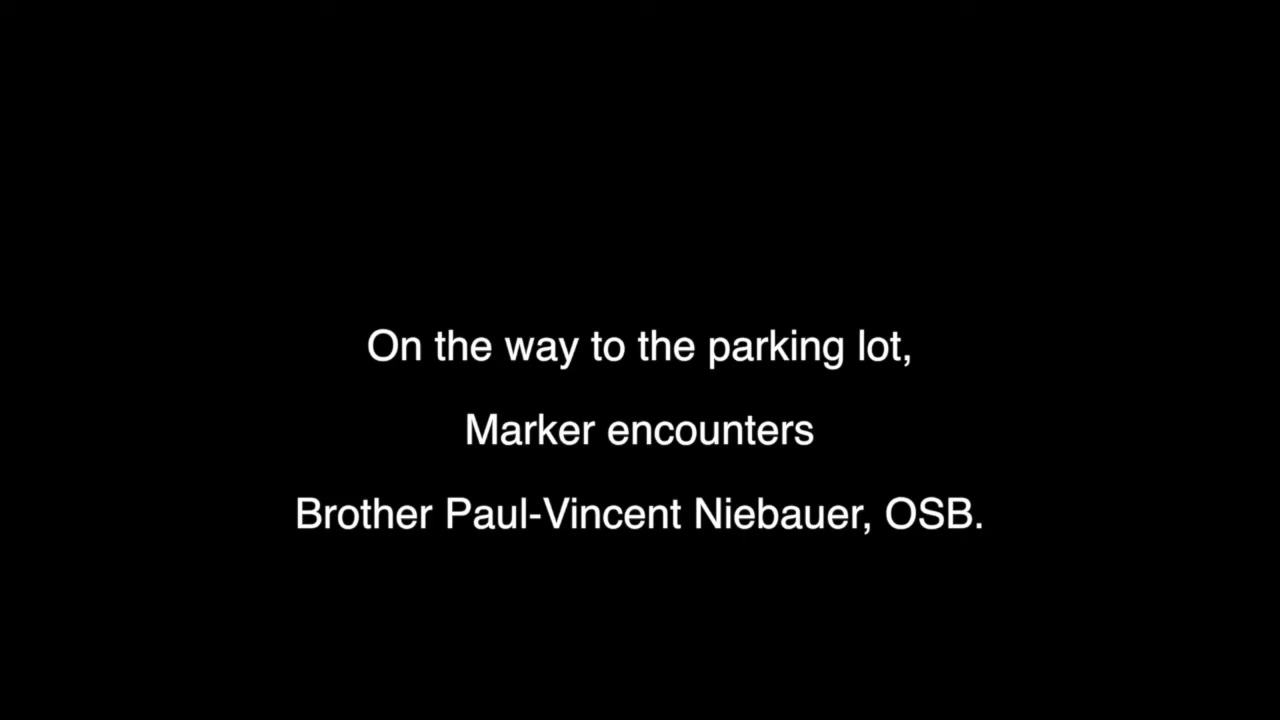 On the way to the parking lot,
Marker encounters
Brother Paul-Vincent Niebauer, OSB.